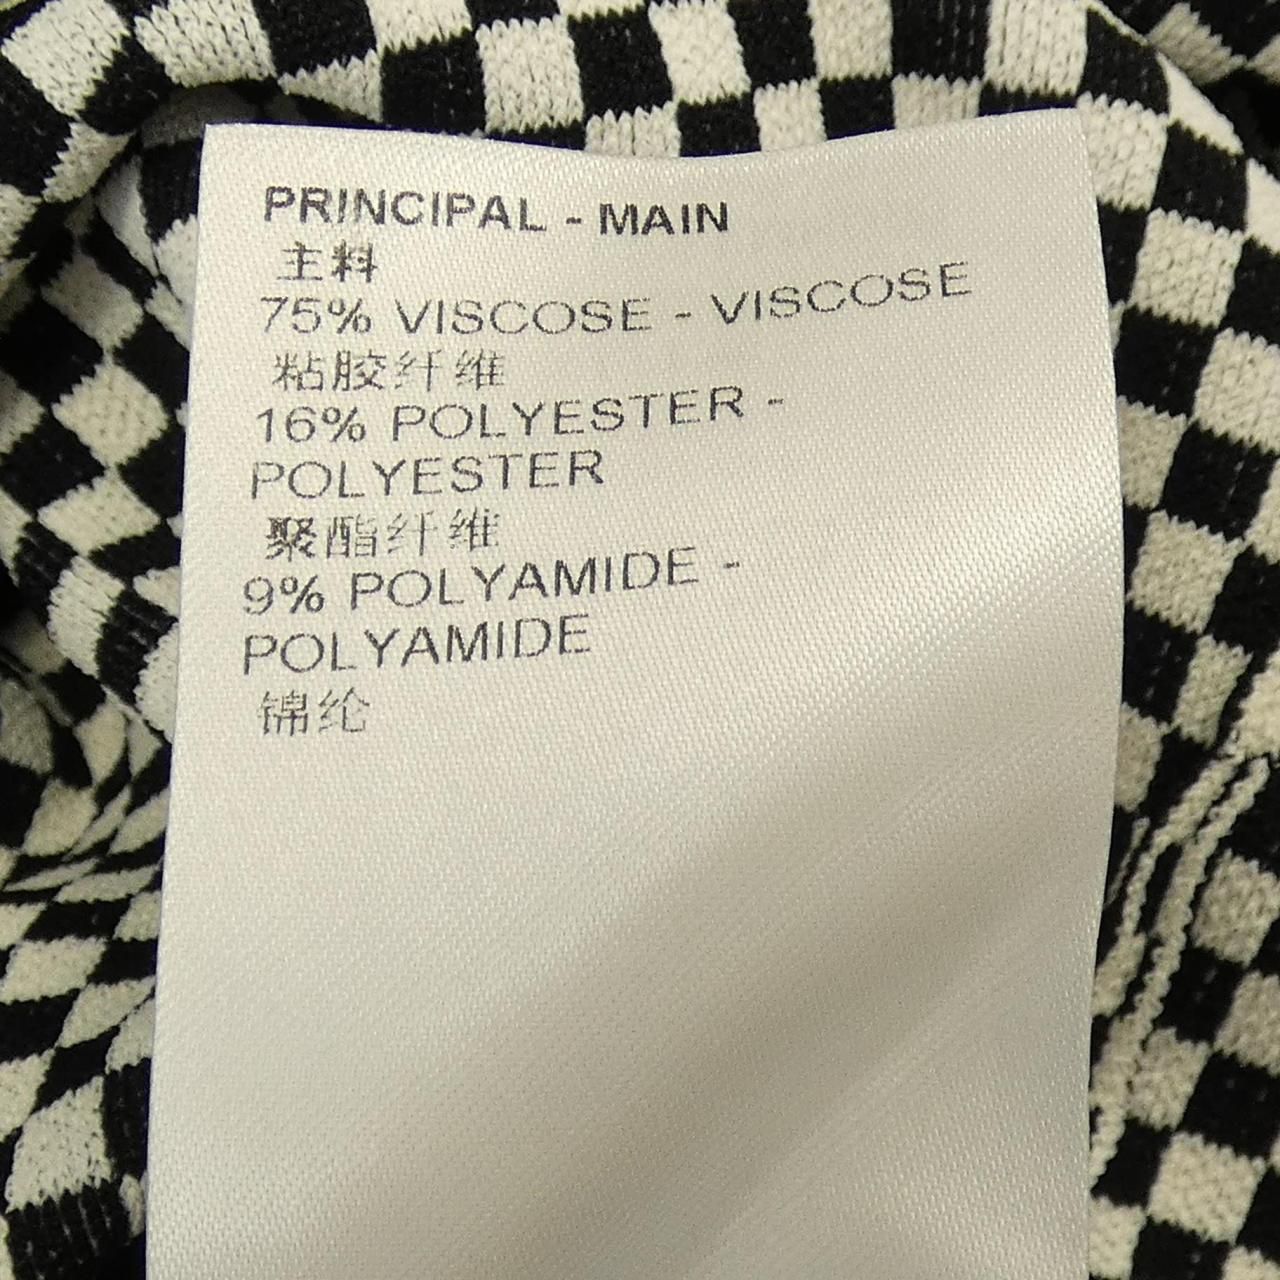 PRINCIPAL - MAIN
主料
75% VISCOSE - VISCOSE
粘胶纤维
16% POLYESTER -
POLYESTER
聚酯纤维
9% POLYAMIDE -
POLYAMIDE
锦纶